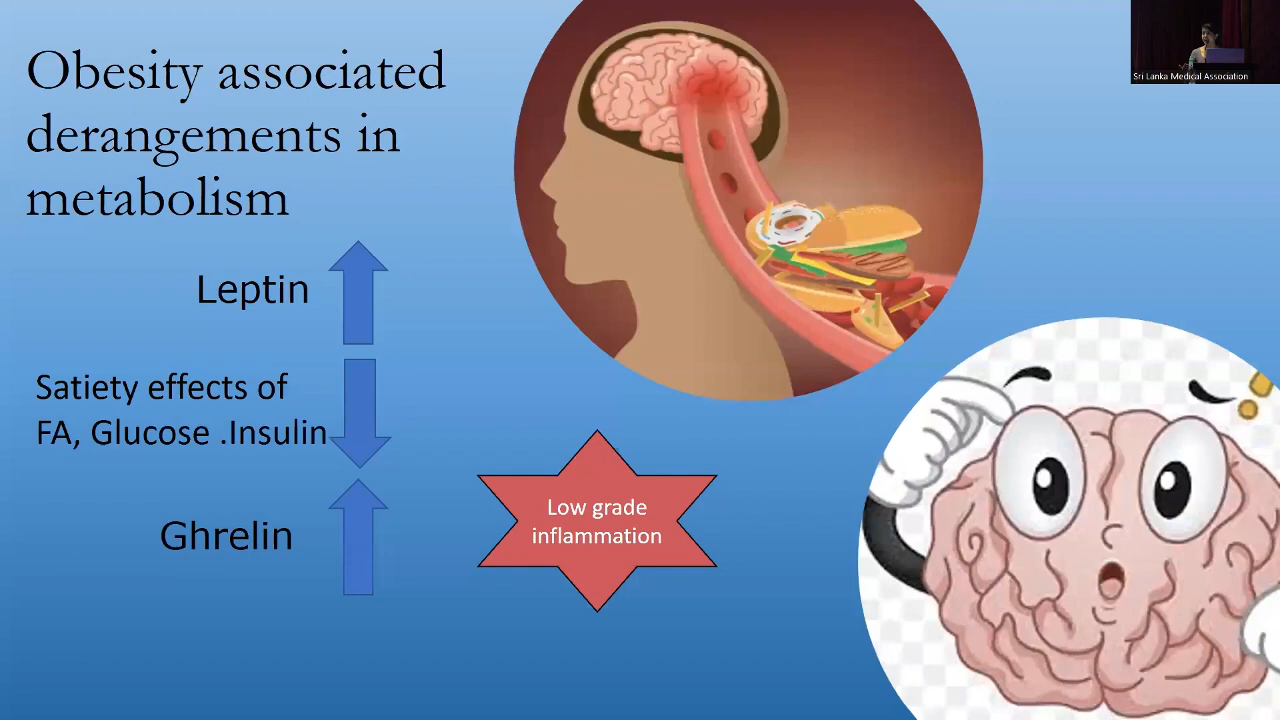 Obesity associated
derangements in
metabolism
Leptin
Satiety effects of
FA, Glucose .Insulin
Ghrelin
Low grade
inflammation
Sri Lanka Medical Association